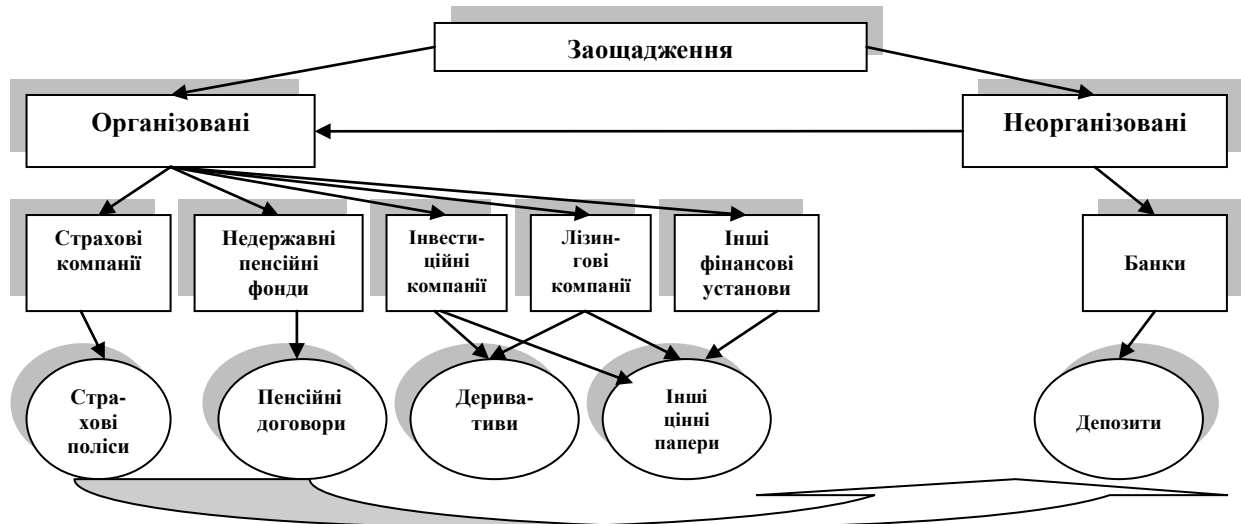 Заощадження
Організовані
Неорганізовані
Страхові
компанії
Недержавні
пенсійні
фонди
Інвести-
ційні
компанії
Лізин-
гові
компанії
Інші
фінансові
установи
Банки
Стра-
хові
поліси
Пенсійні
договори
Дерива-
тиви
Інші
цінні
папери
Депозити